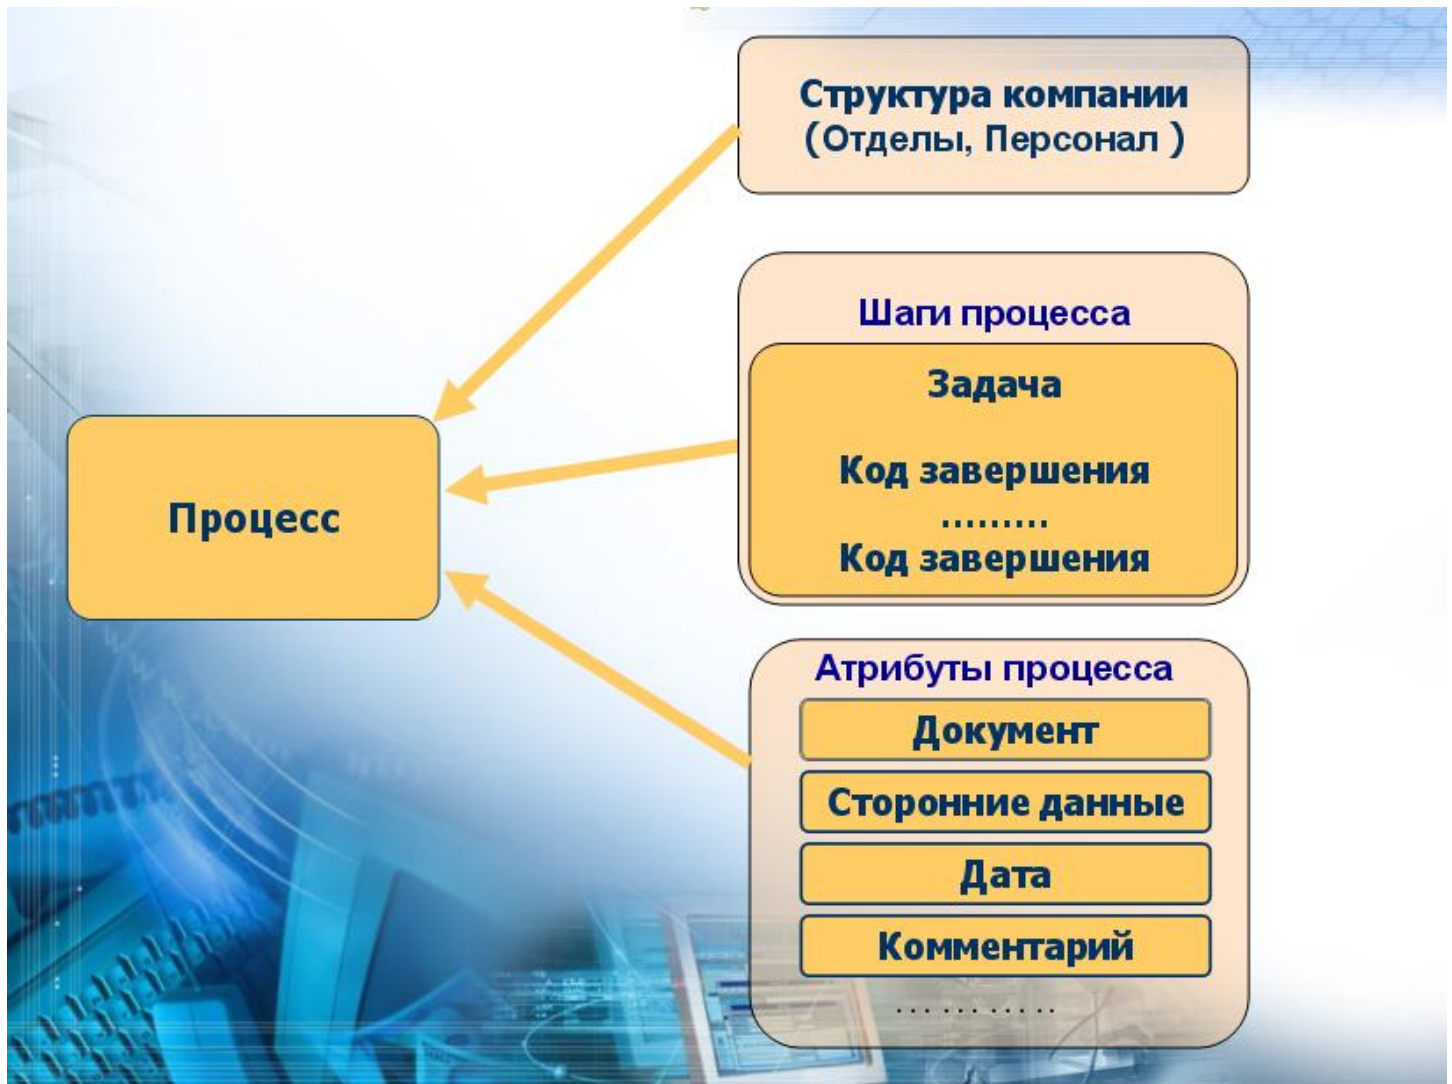 Структура компании
(Отделы, Персонал )
Шаги процесса
Задача
Код завершения
.........
Код завершения
Процесс
Атрибуты процесса
Документ
Сторонние данные
Дата
Комментарий
...........